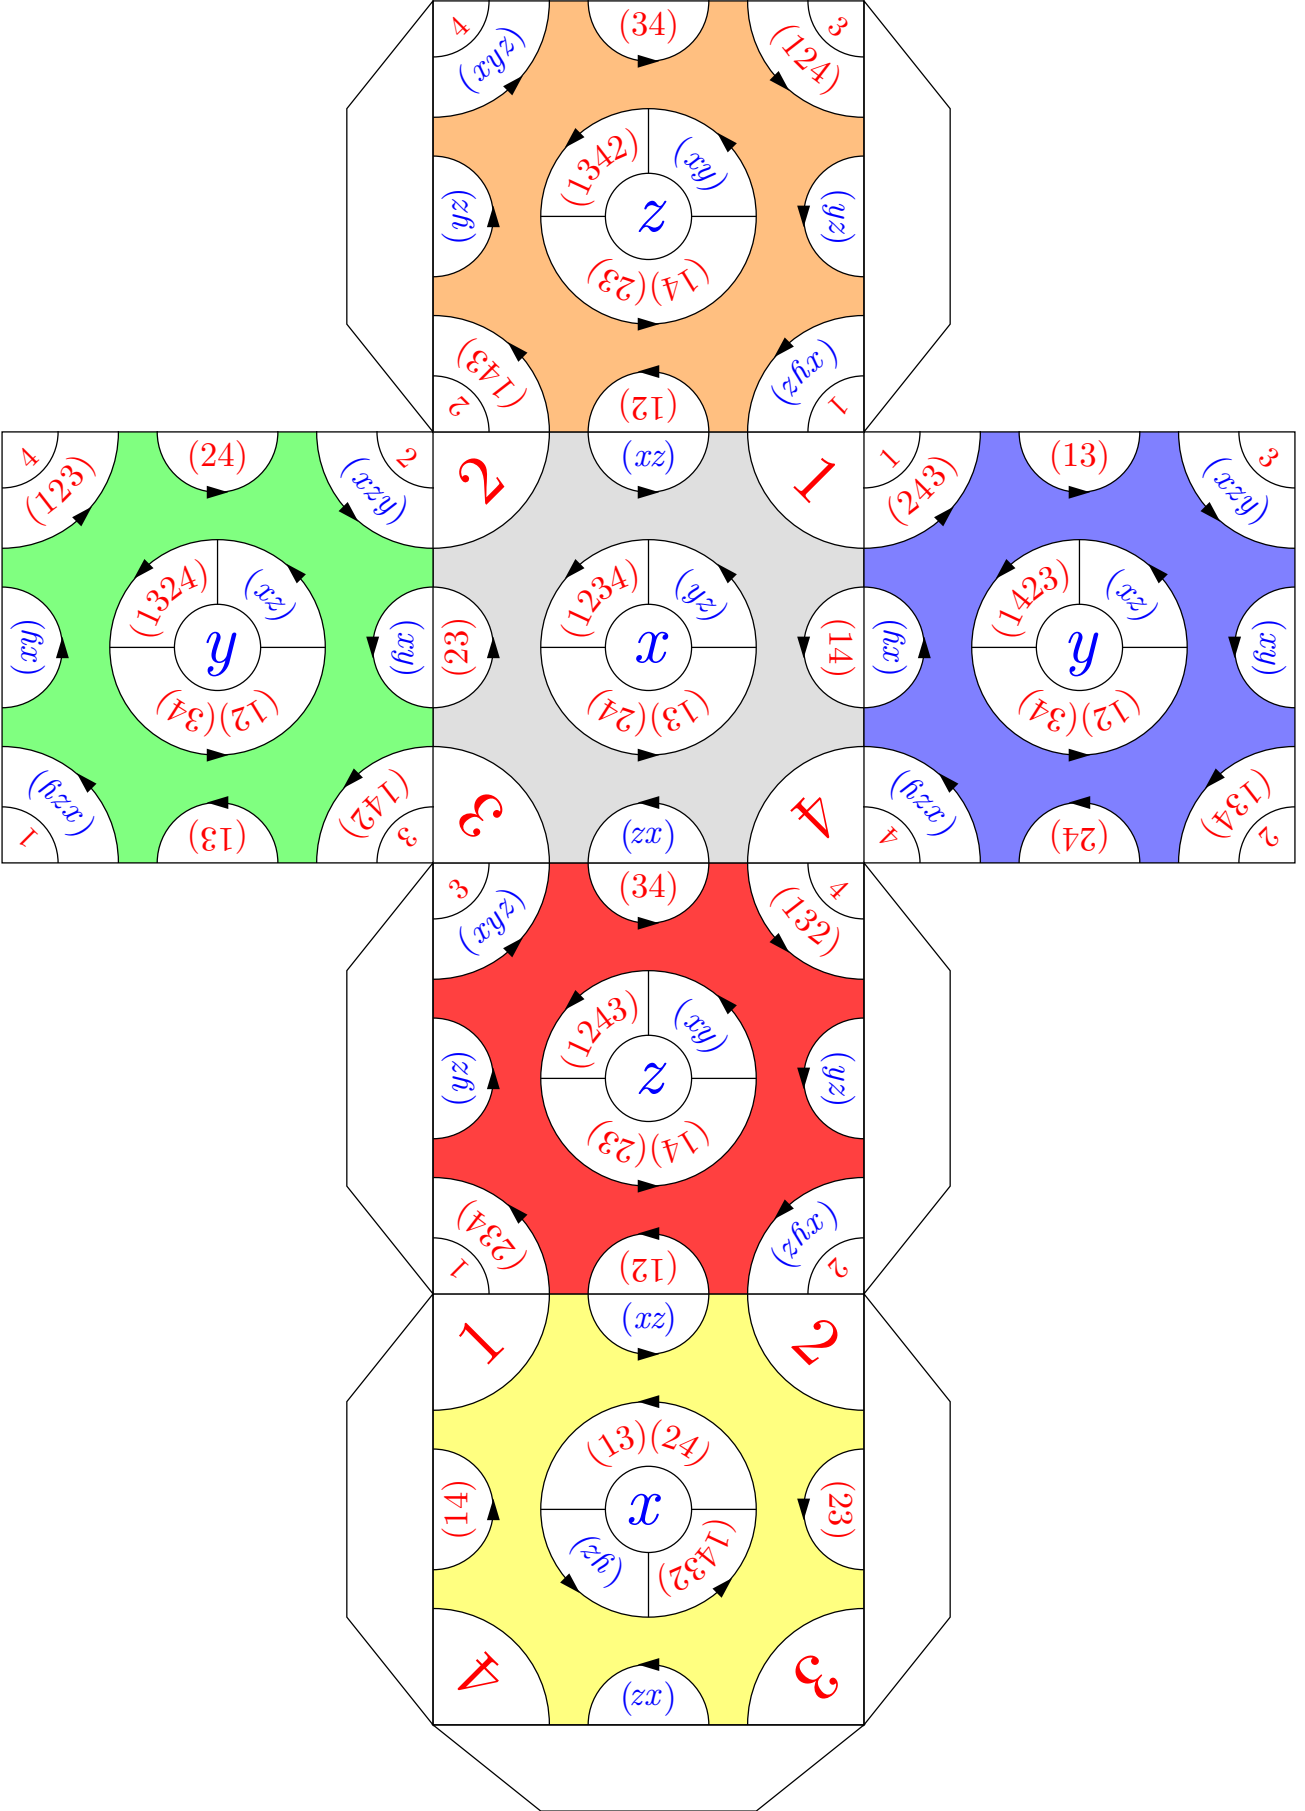 4
(xyz)
(34)
(124)
3
(1342)
(xy)
(yz)
z
(yz)
(14)(23)
(143)
2
(12)
(xyz)
1
4
(123)
(24)
2
(xzy)
2
(xz)
1
1
(243)
(13)
3
(xzy)
(1324)
(xz)
(1234)
(yz)
(1423)
(xz)
(xy)
y
(xy)
(23)
x
(14)
(xy)
y
(xy)
(12)(34)
(13)(24)
(12)(34)
(xzy)
1
(13)
(142)
3
3
(zx)
4
(xzy)
4
(24)
(134)
2
3
(xyz)
(34)
(132)
4
(1243)
(xy)
(yz)
z
(yz)
(14)(23)
(234)
1
(12)
(xyz)
2
1
(xz)
2
(13)(24)
(14)
x
(23)
(yz)
(1432)
4
(zx)
3